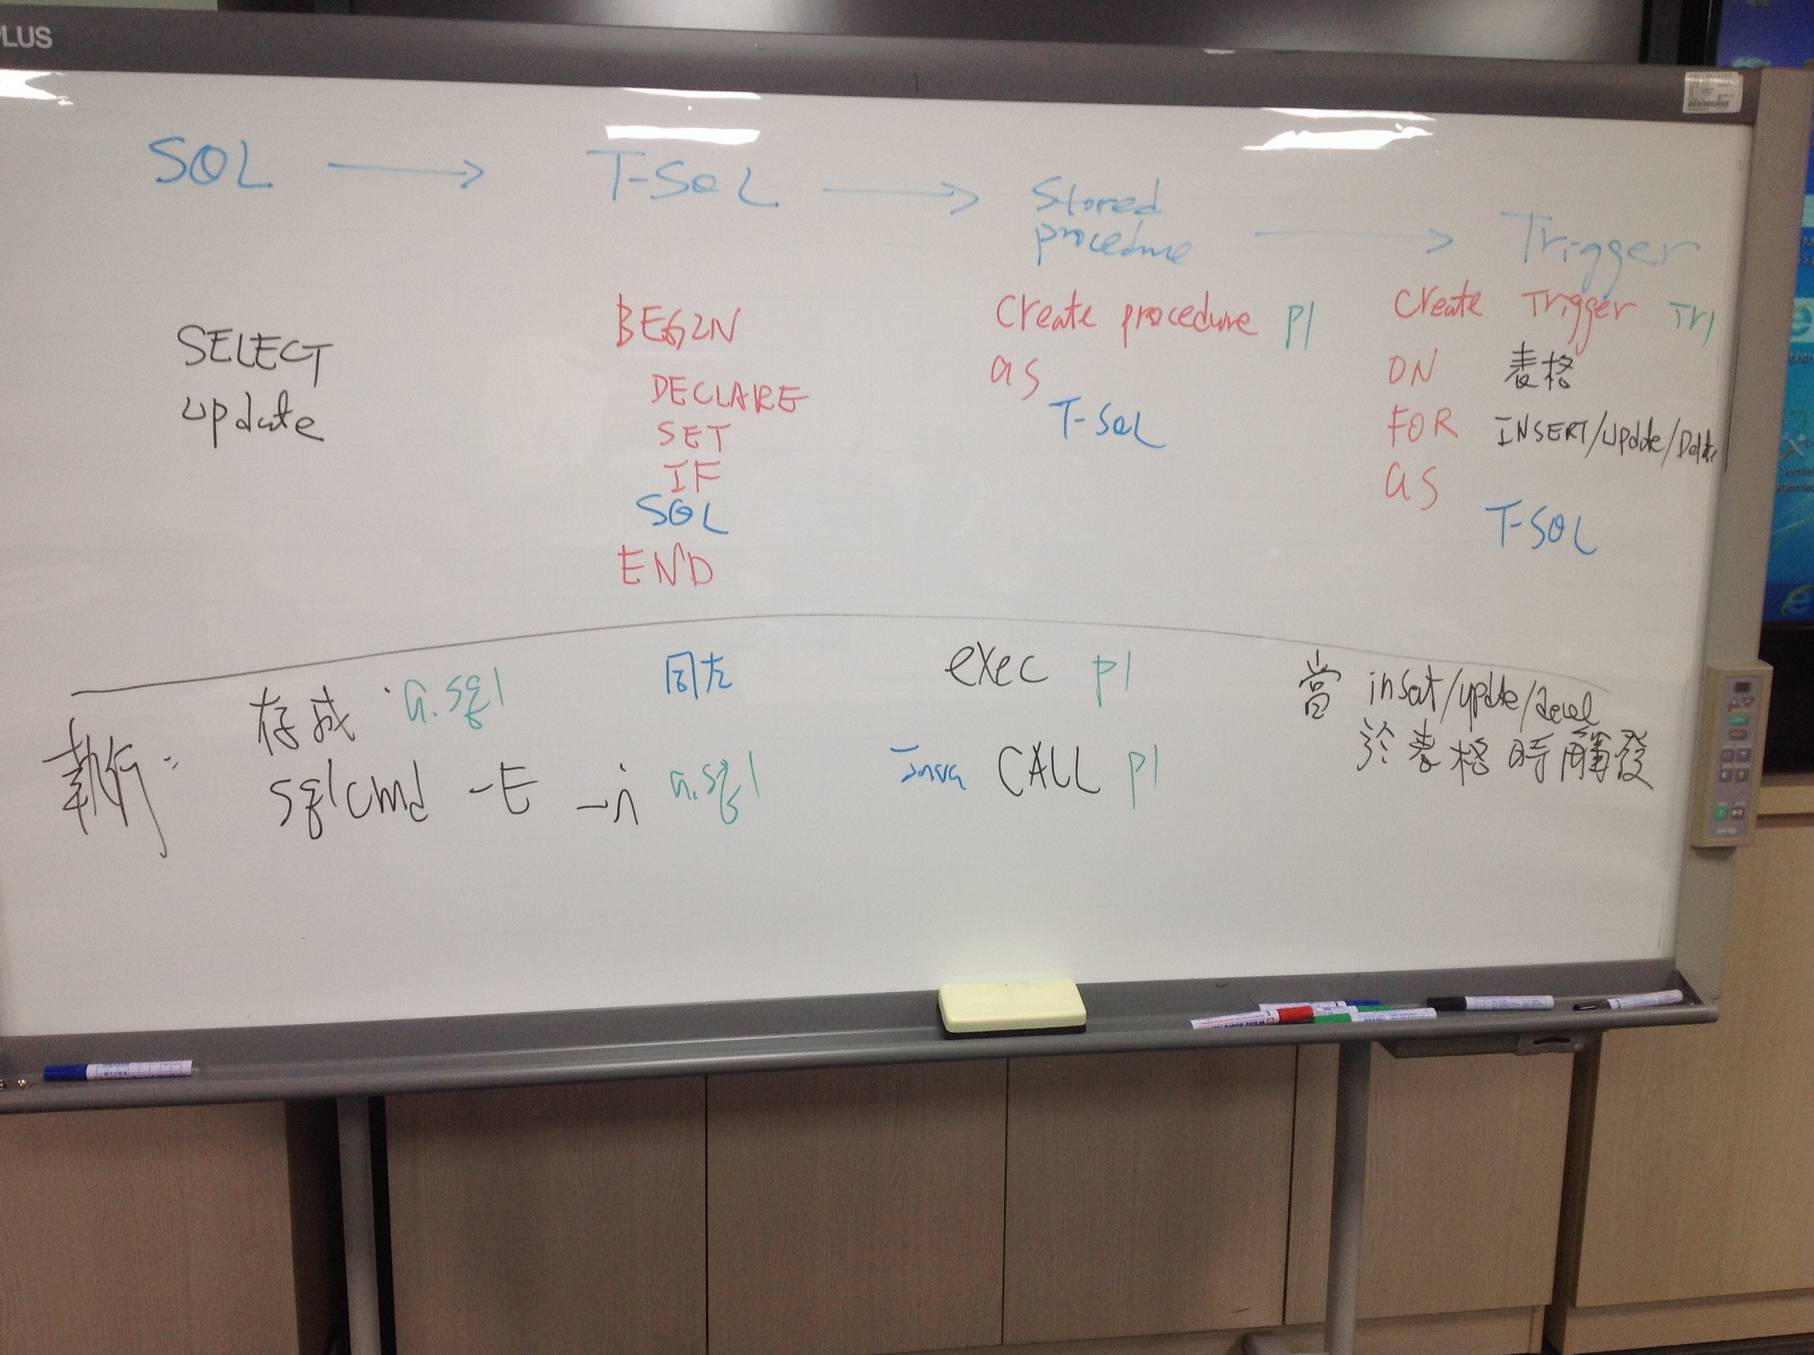 PLUS
SQL → T-SQL → Stored procedure → Trigger
SELECT
update
BEGIN
DECLARE
SET
IF
SQL
END
Create procedure p1
as
T-SQL
Create Trigger Tr1
ON 表格
FOR INSERT/Update/Delete
as
T-SQL
執行:
存成 a.sql
sqlcmd -E -i a.sql
同左
exec p1
Java CALL p1
當 insert/update/
於表格時觸發